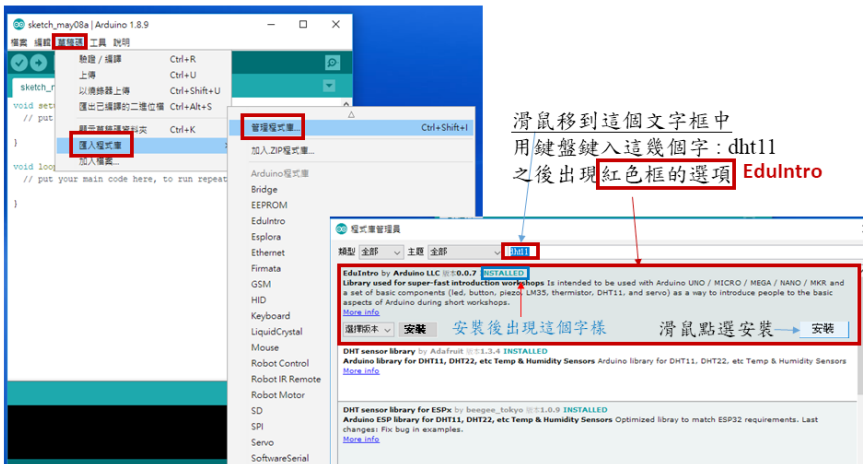 sketch_may08a | Arduino 1.8.9
檔案 編輯 草稿碼 工具 說明
驗證 / 編譯 Ctrl+R
上傳 Ctrl+U
以燒錄器上傳 Ctrl+Shift+U
匯出已編譯的二進位檔 Ctrl+Alt+S
顯示草稿碼資料夾 Ctrl+K
匯入程式庫
加入檔案...
void
// put
}
void loop
// put your main code here, to run repeat
}
管理程式庫... Ctrl+Shift+I
加入.ZIP程式庫...
Arduino程式庫
Bridge
EEPROM
EduIntro
Esplora
Ethernet
Firmata
GSM
HID
Keyboard
LiquidCrystal
Mouse
Robot Control
Robot IR Remote
Robot Motor
SD
SPI
Servo
SoftwareSerial
滑鼠移到這個文字框中
用鍵盤鍵入這幾個字 : dht11
之後出現紅色框的選項 EduIntro
程式庫管理員
類型 全部 主題 全部
EduIntro by Arduino LLC 版本0.0.7 INSTALLED
Library used for super-fast introduction workshops Is intended to be used with Arduino UNO / MICRO / MEGA / NANO / MKR and
a set of basic components (led, button, piezo, LM35, thermistor, DHT11, and servo) as a way to introduce people to the basic
aspects of Arduino during short workshops.
More info
選擇版本 安裝 安裝後出現這個字樣 滑鼠點選安裝 安裝
DHT sensor library by Adafruit 版本1.3.4 INSTALLED
Arduino library for DHT11, DHT22, etc Temp & Humidity Sensors Arduino library for DHT11, DHT22, etc Temp & Humidity Sensors
More info
DHT sensor library for ESPx by beegee_tokyo 版本1.0.9 INSTALLED
Arduino ESP library for DHT11, DHT22, etc Temp & Humidity Sensors Optimized libray to match ESP32 requirements. Last
changes: Fix bug in examples.
More info